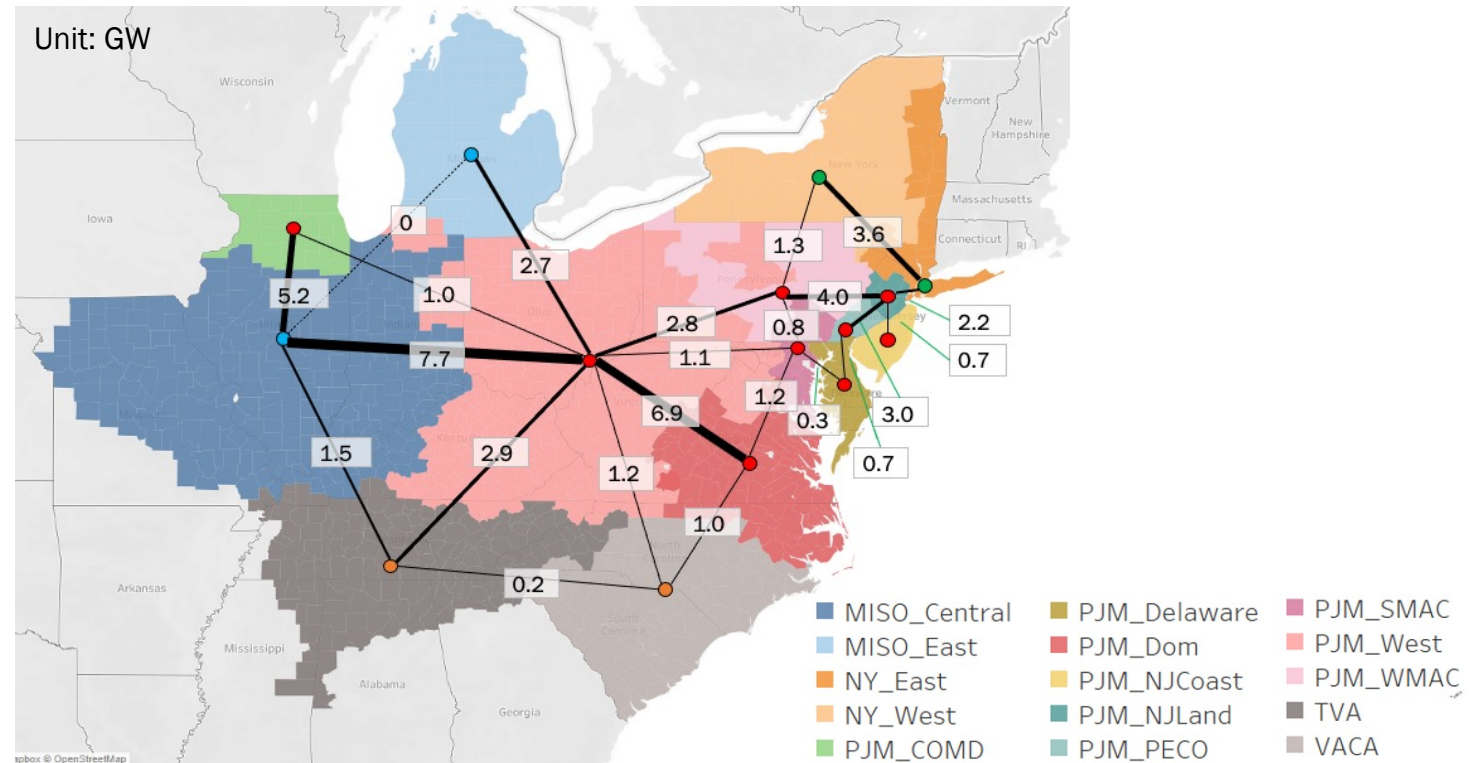 Unit: GW
Wisconsin
Vermont
New
Hampshire
New York
Massachusetts
Iowa
Connecticut
RI
0
1.3
3.6
2.7
5.2
1.0
4.0
Ohio
2.8
0.8
2.2
7.7
1.1
0.7
6.9
1.2
0.3
3.0
1.5
2.9
1.2
0.7
1.0
0.2
Arkansas
Mississippi
Alabama
Georgia
South
MISO_Central
MISO_East
NY_East
NY_West
PJM_COMD
PJM_Delaware
PJM_Dom
PJM_NJCoast
PJM_NJLand
PJM_PECO
PJM_SMAC
PJM_West
PJM_WMAC
TVA
VACA
apbox © OpenStreetMap